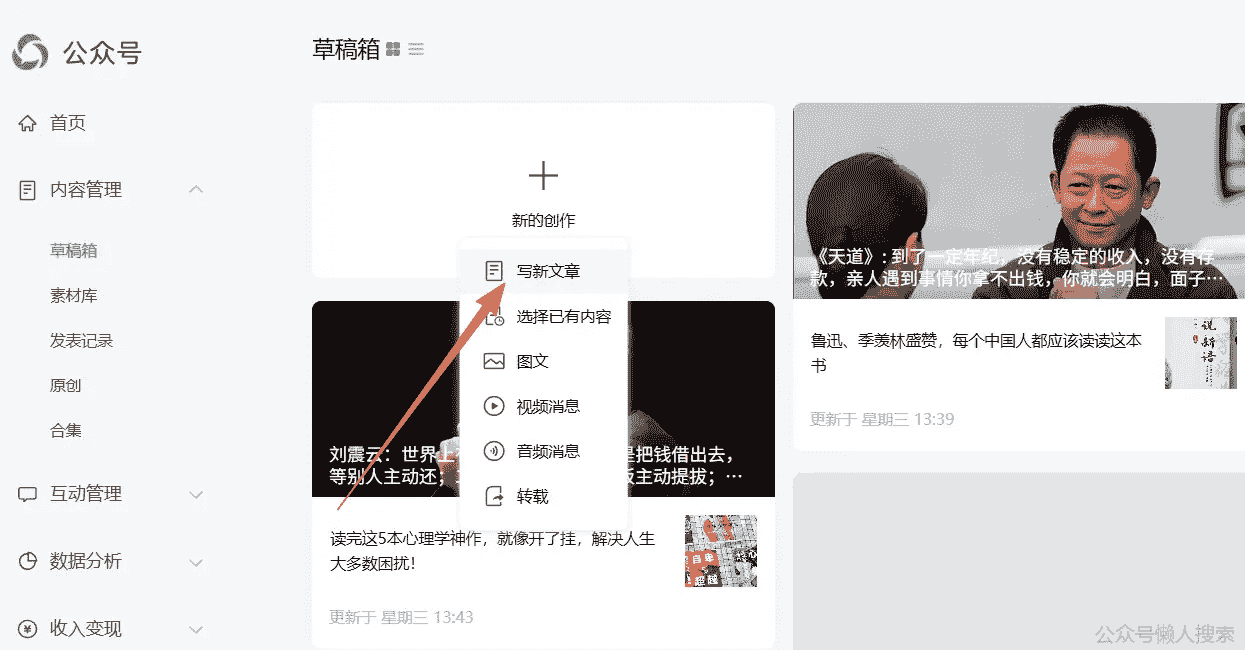 公众号
草稿箱
首页
内容管理
草稿箱
素材库
发表记录
原创
合集
互动管理
数据分析
收入变现
新的创作
写新文章
选择已有内容
图文
视频消息
音频消息
转载
刘震云：世界上
是把钱借出去，
等别人主动还；
板主动提拔；…
读完这5本心理学神作，就像开了挂，解决人生
大多数困扰！
自卑
超越
更新于 星期三 13:43
《天道》: 到了一定年纪，没有稳定的收入，没有存
款，亲人遇到事情你拿不出钱，你就会明白，面子…
鲁迅、季羡林盛赞，每个中国人都应该读读这本
书
说
新语
更新于 星期三 13:39
公众号懒人搜索